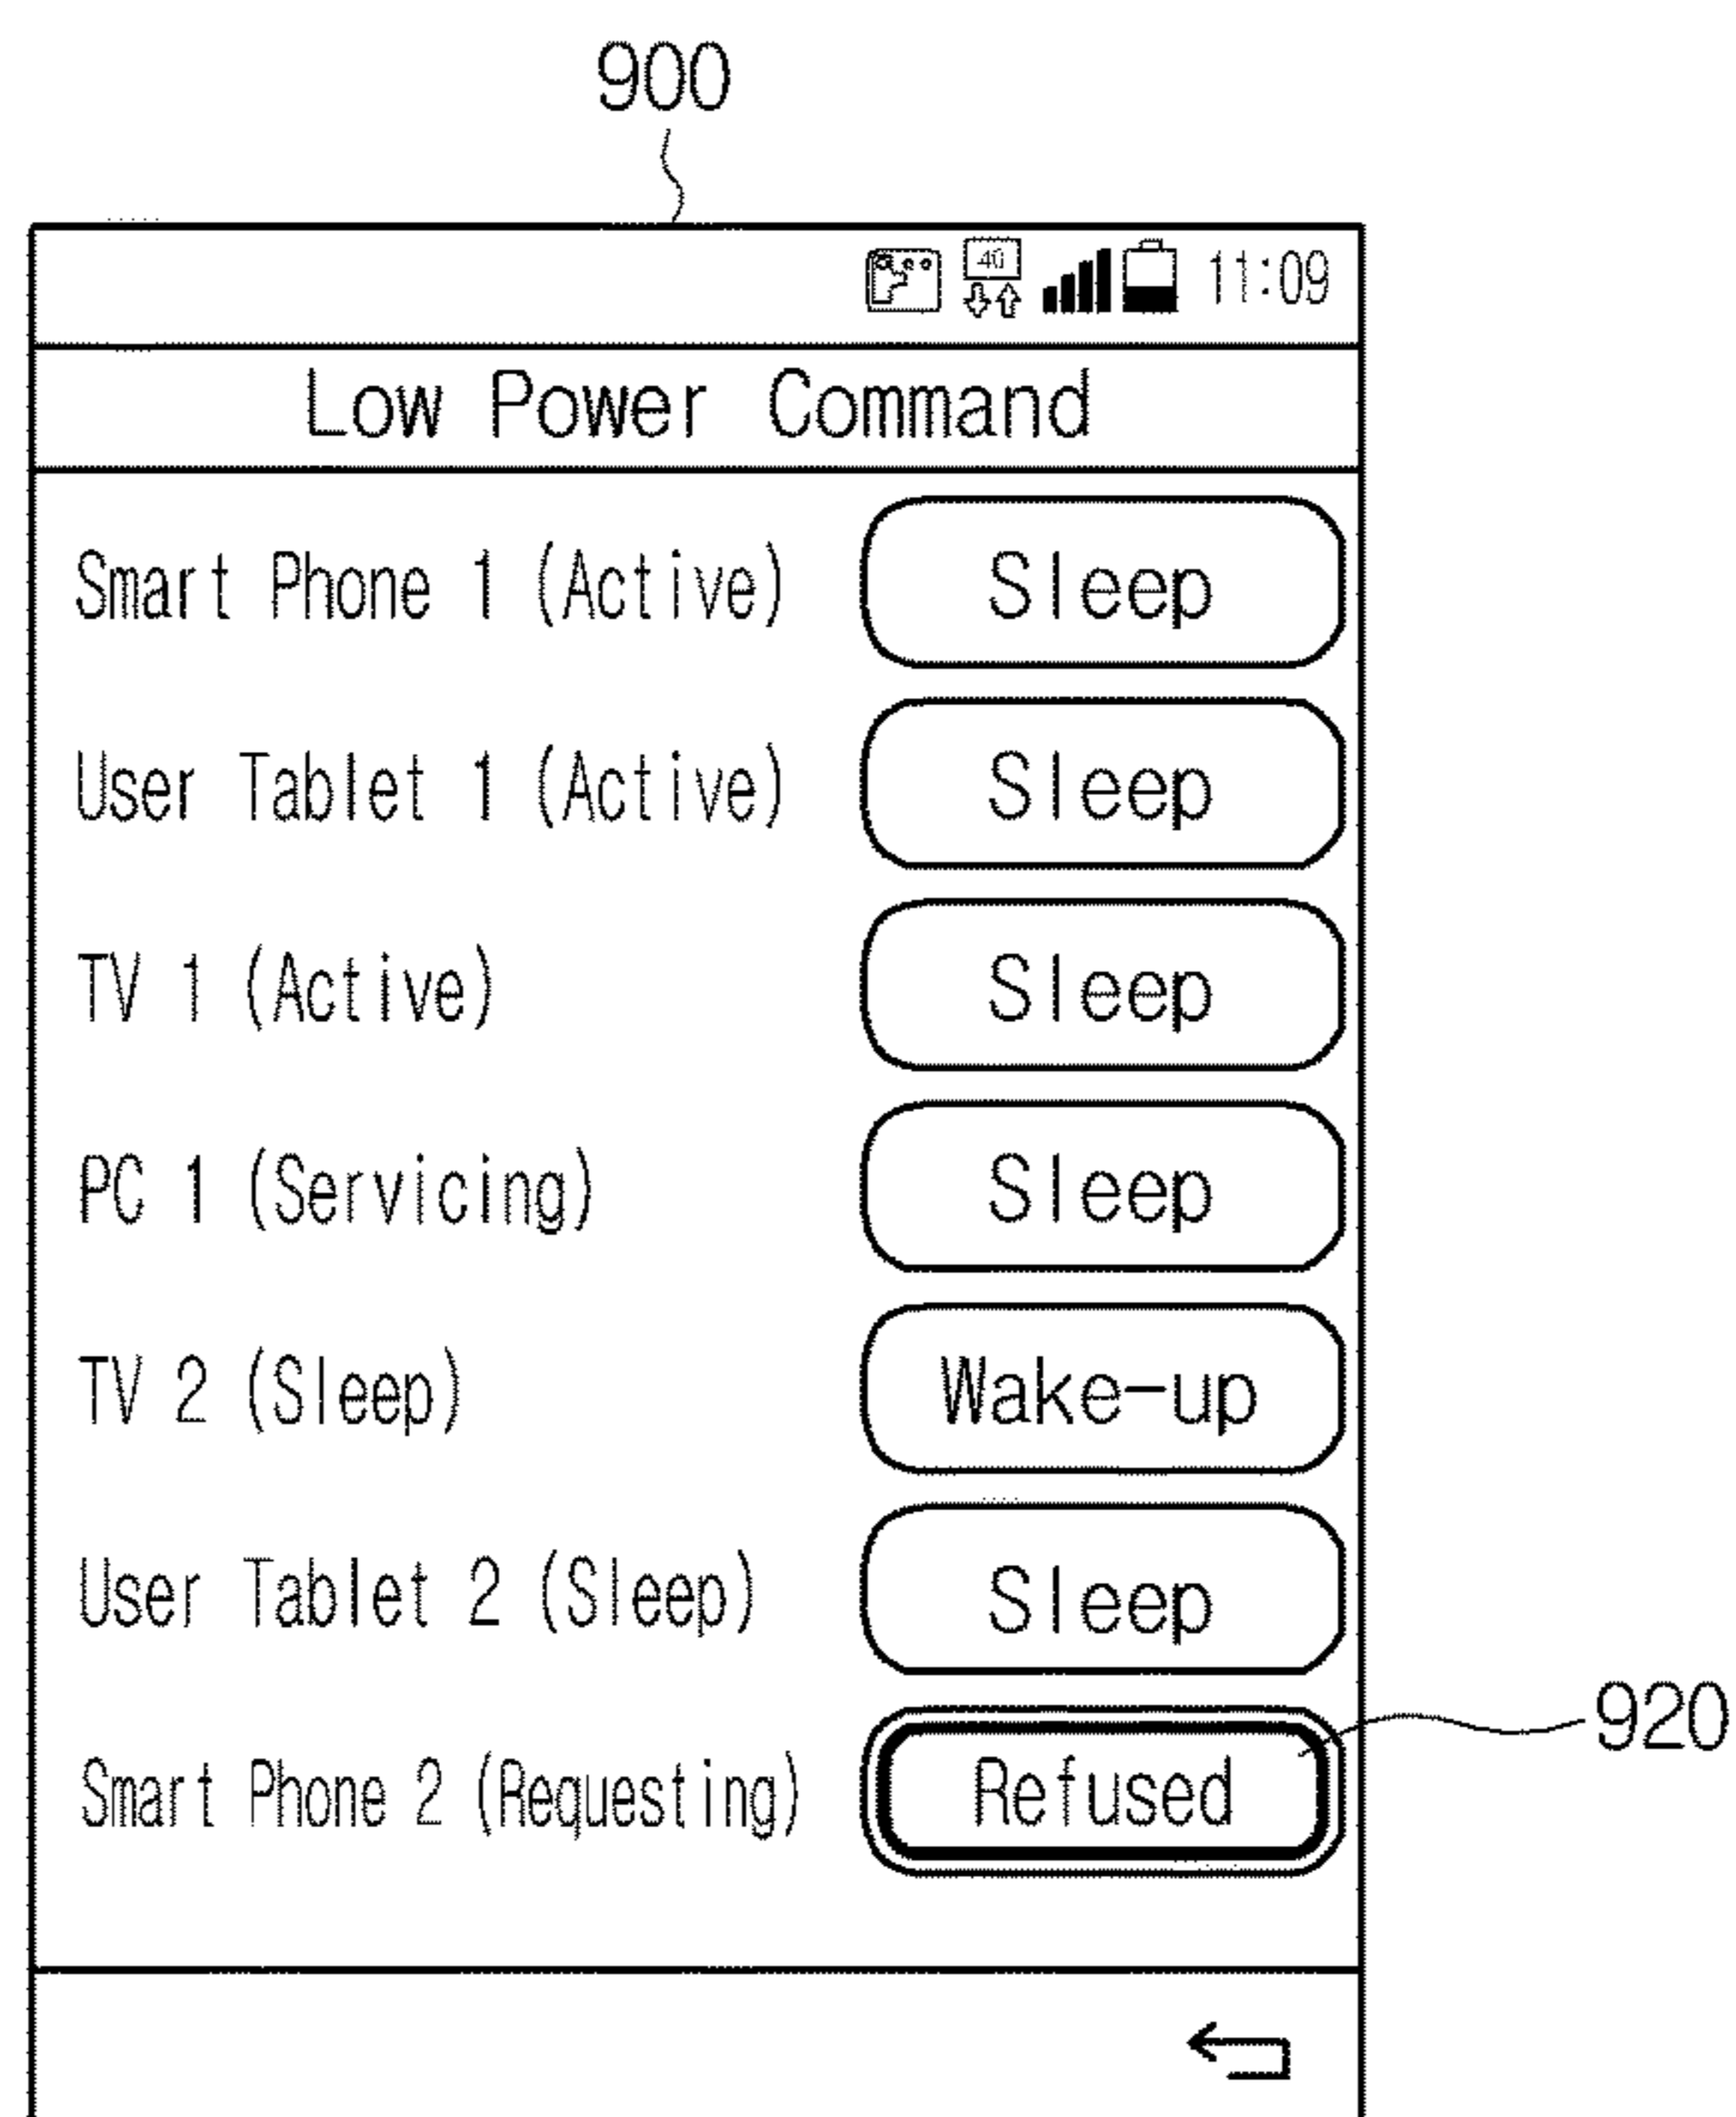 900
11:09
Low Power Command
Smart Phone 1 (Active) Sleep
User Tablet 1 (Active) Sleep
TV 1 (Active) Sleep
PC 1 (Servicing) Sleep
TV 2 (Sleep) Wake-up
User Tablet 2 (Sleep) Sleep
Smart Phone 2 (Requesting) Refused
920